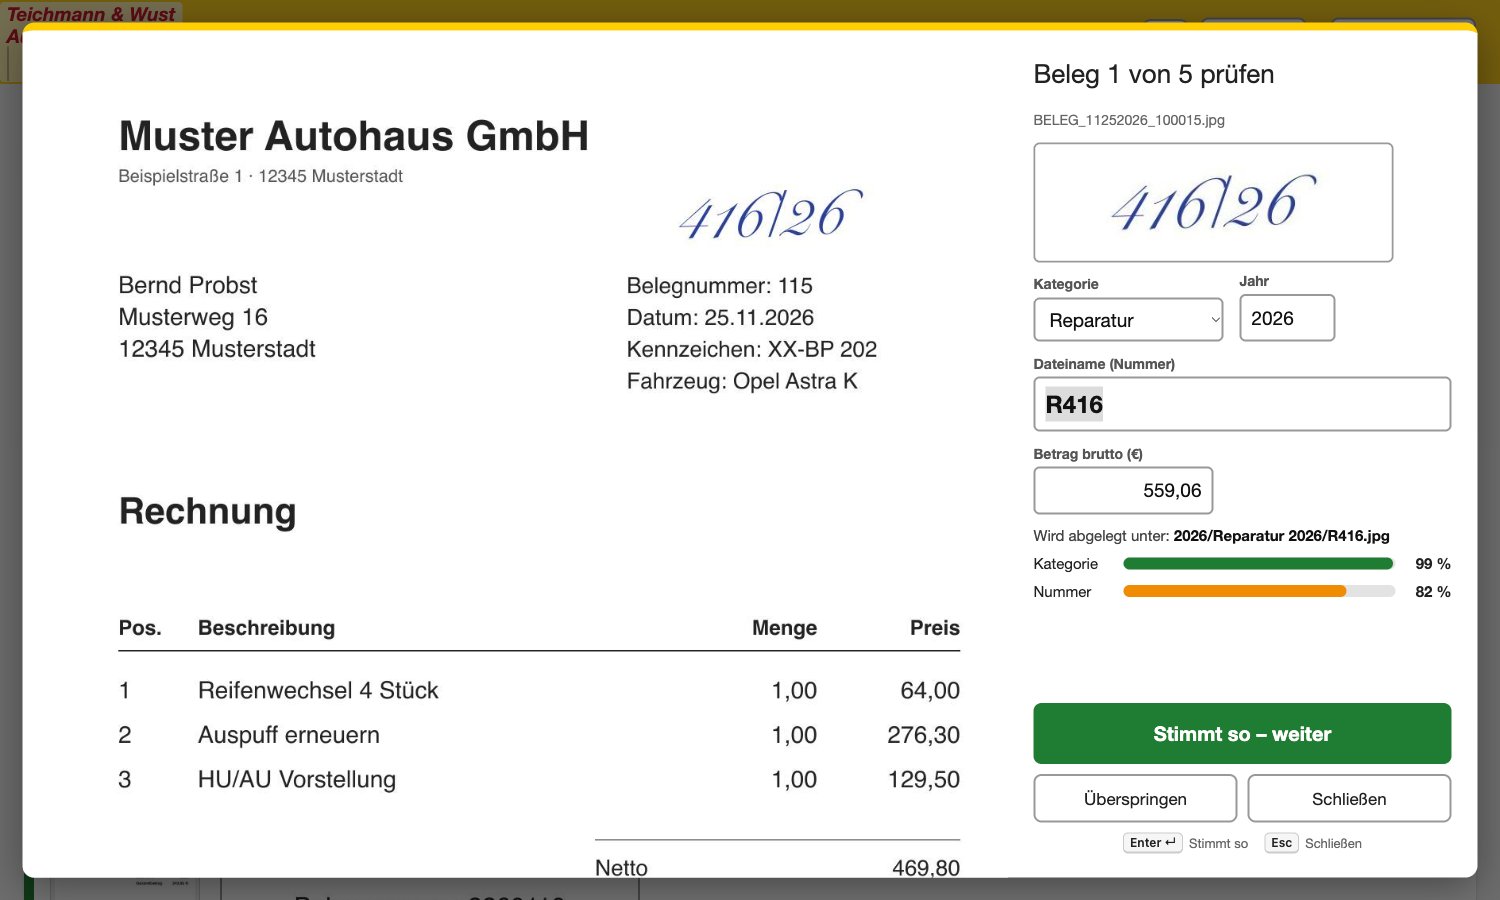 Teichmann & Wust
Muster Autohaus GmbH
Beispielstraße 1 · 12345 Musterstadt
416/26
Bernd Probst
Musterweg 16
12345 Musterstadt
Belegnummer: 115
Datum: 25.11.2026
Kennzeichen: XX-BP 202
Fahrzeug: Opel Astra K
Rechnung
Pos. Beschreibung Menge Preis
1 Reifenwechsel 4 Stück 1,00 64,00
2 Auspuff erneuern 1,00 276,30
3 HU/AU Vorstellung 1,00 129,50
Netto 469,80
Beleg 1 von 5 prüfen
BELEG_11252026_100015.jpg
416/26
Kategorie Jahr
Reparatur 2026
Dateiname (Nummer)
R416
Betrag brutto (€)
559,06
Wird abgelegt unter: 2026/Reparatur 2026/R416.jpg
Kategorie 99 %
Nummer 82 %
Stimmt so – weiter
Überspringen Schließen
Enter ↵ Stimmt so Esc Schließen